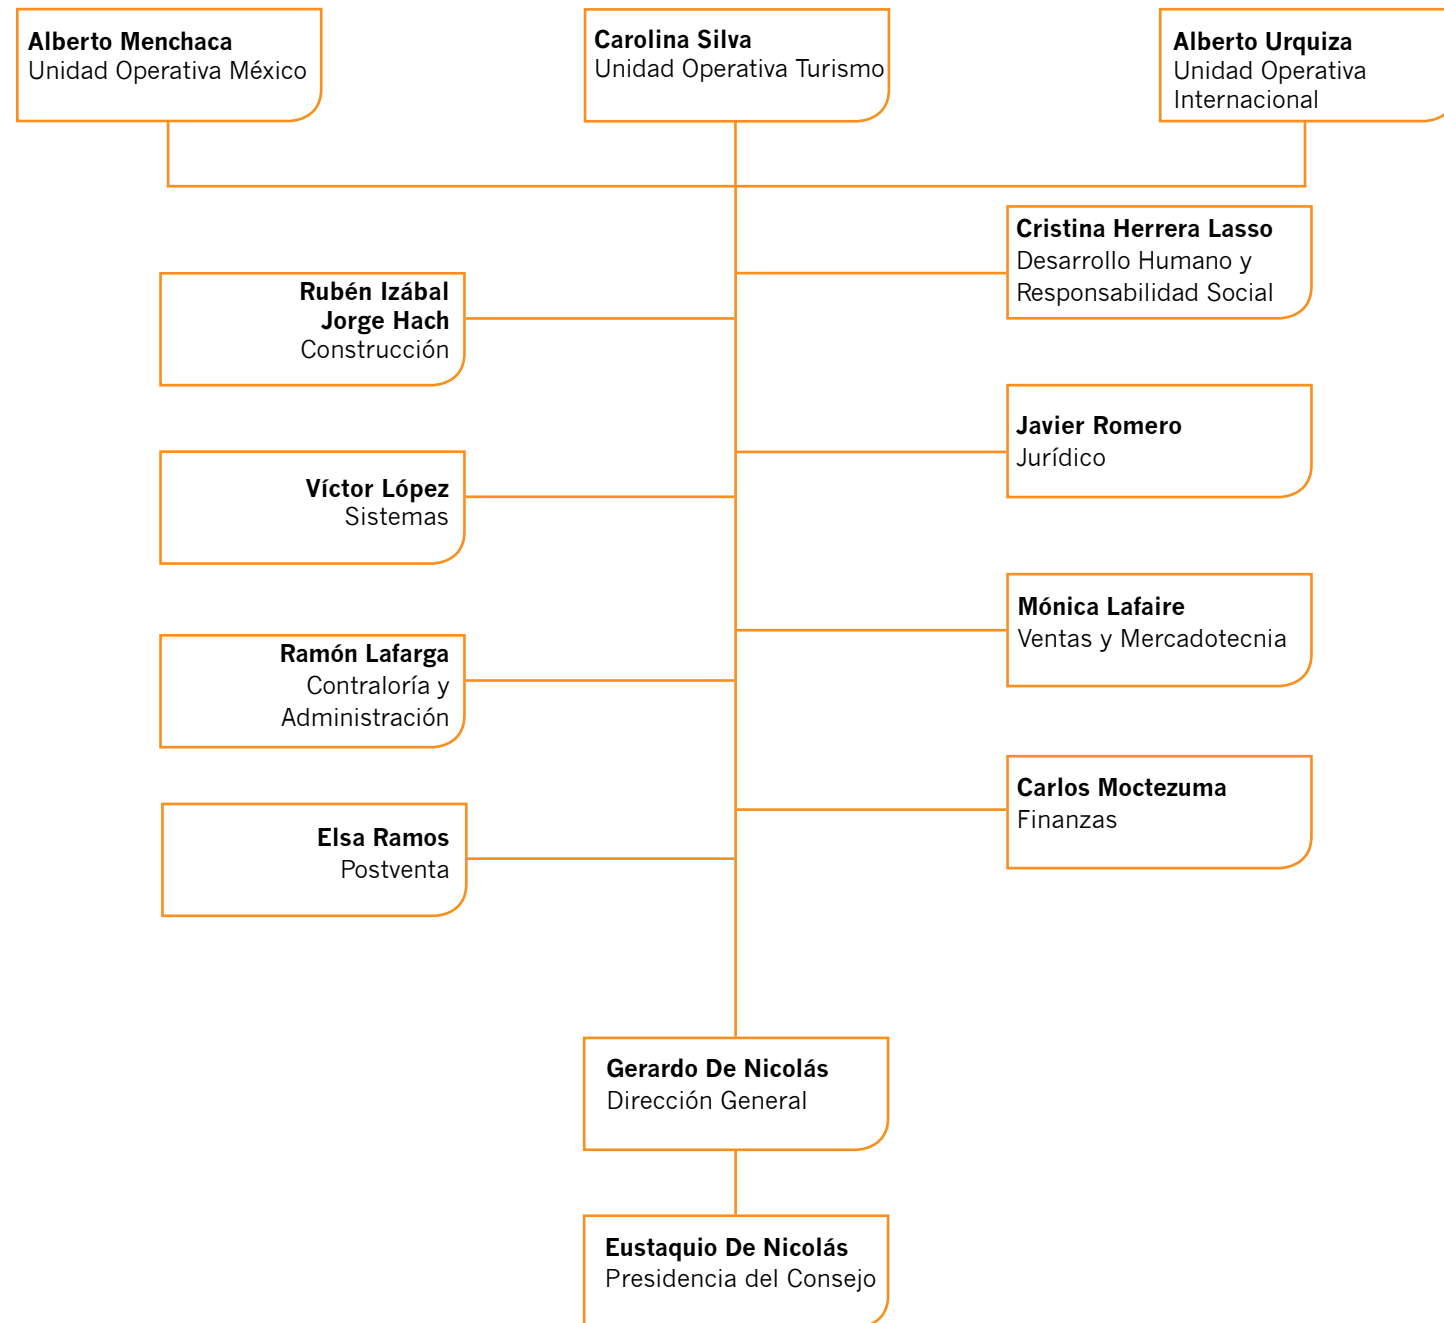 Alberto Menchaca
Unidad Operativa México
Carolina Silva
Unidad Operativa Turismo
Alberto Urquiza
Unidad Operativa
Internacional
Cristina Herrera Lasso
Desarrollo Humano y
Responsabilidad Social
Rubén Izábal
Jorge Hach
Construcción
Javier Romero
Jurídico
Víctor López
Sistemas
Mónica Lafaire
Ventas y Mercadotecnia
Ramón Lafarga
Contraloría y
Administración
Carlos Moctezuma
Finanzas
Elsa Ramos
Postventa
Gerardo De Nicolás
Dirección General
Eustaquio De Nicolás
Presidencia del Consejo